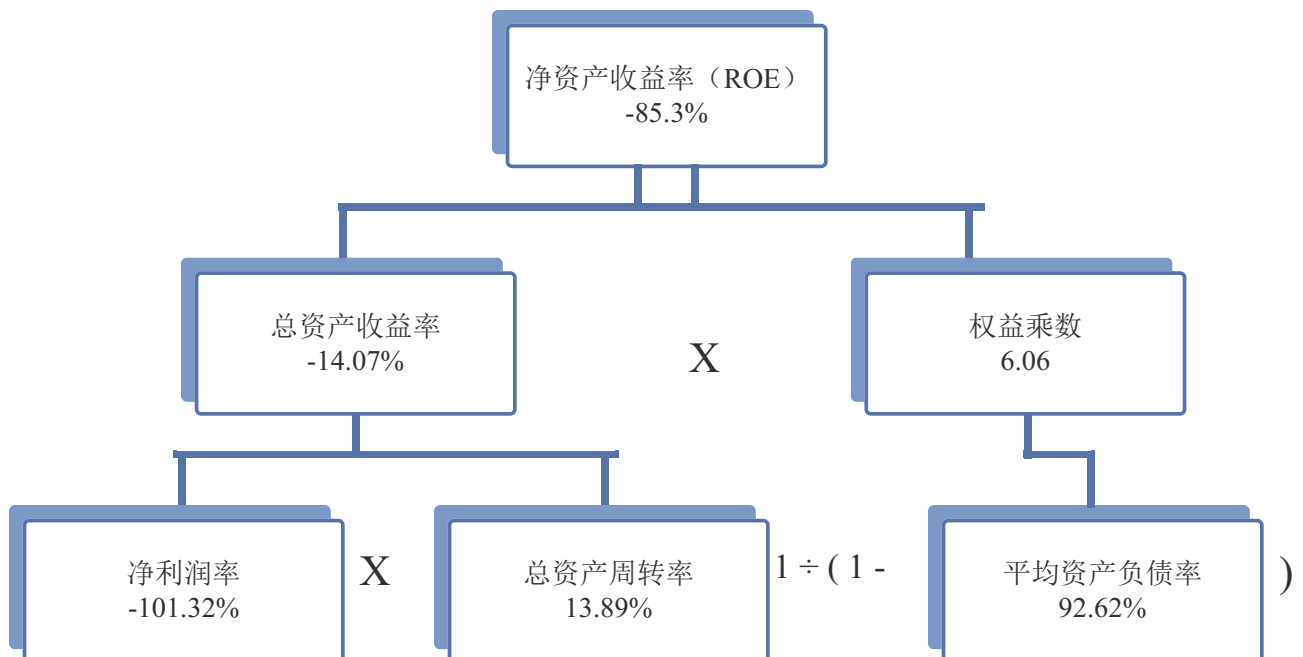 净资产收益率（ROE）
-85.3%
总资产收益率
-14.07%
X
权益乘数
6.06
净利润率
-101.32%
X
总资产周转率
13.89%
1 ÷ ( 1 -
平均资产负债率
92.62%
)